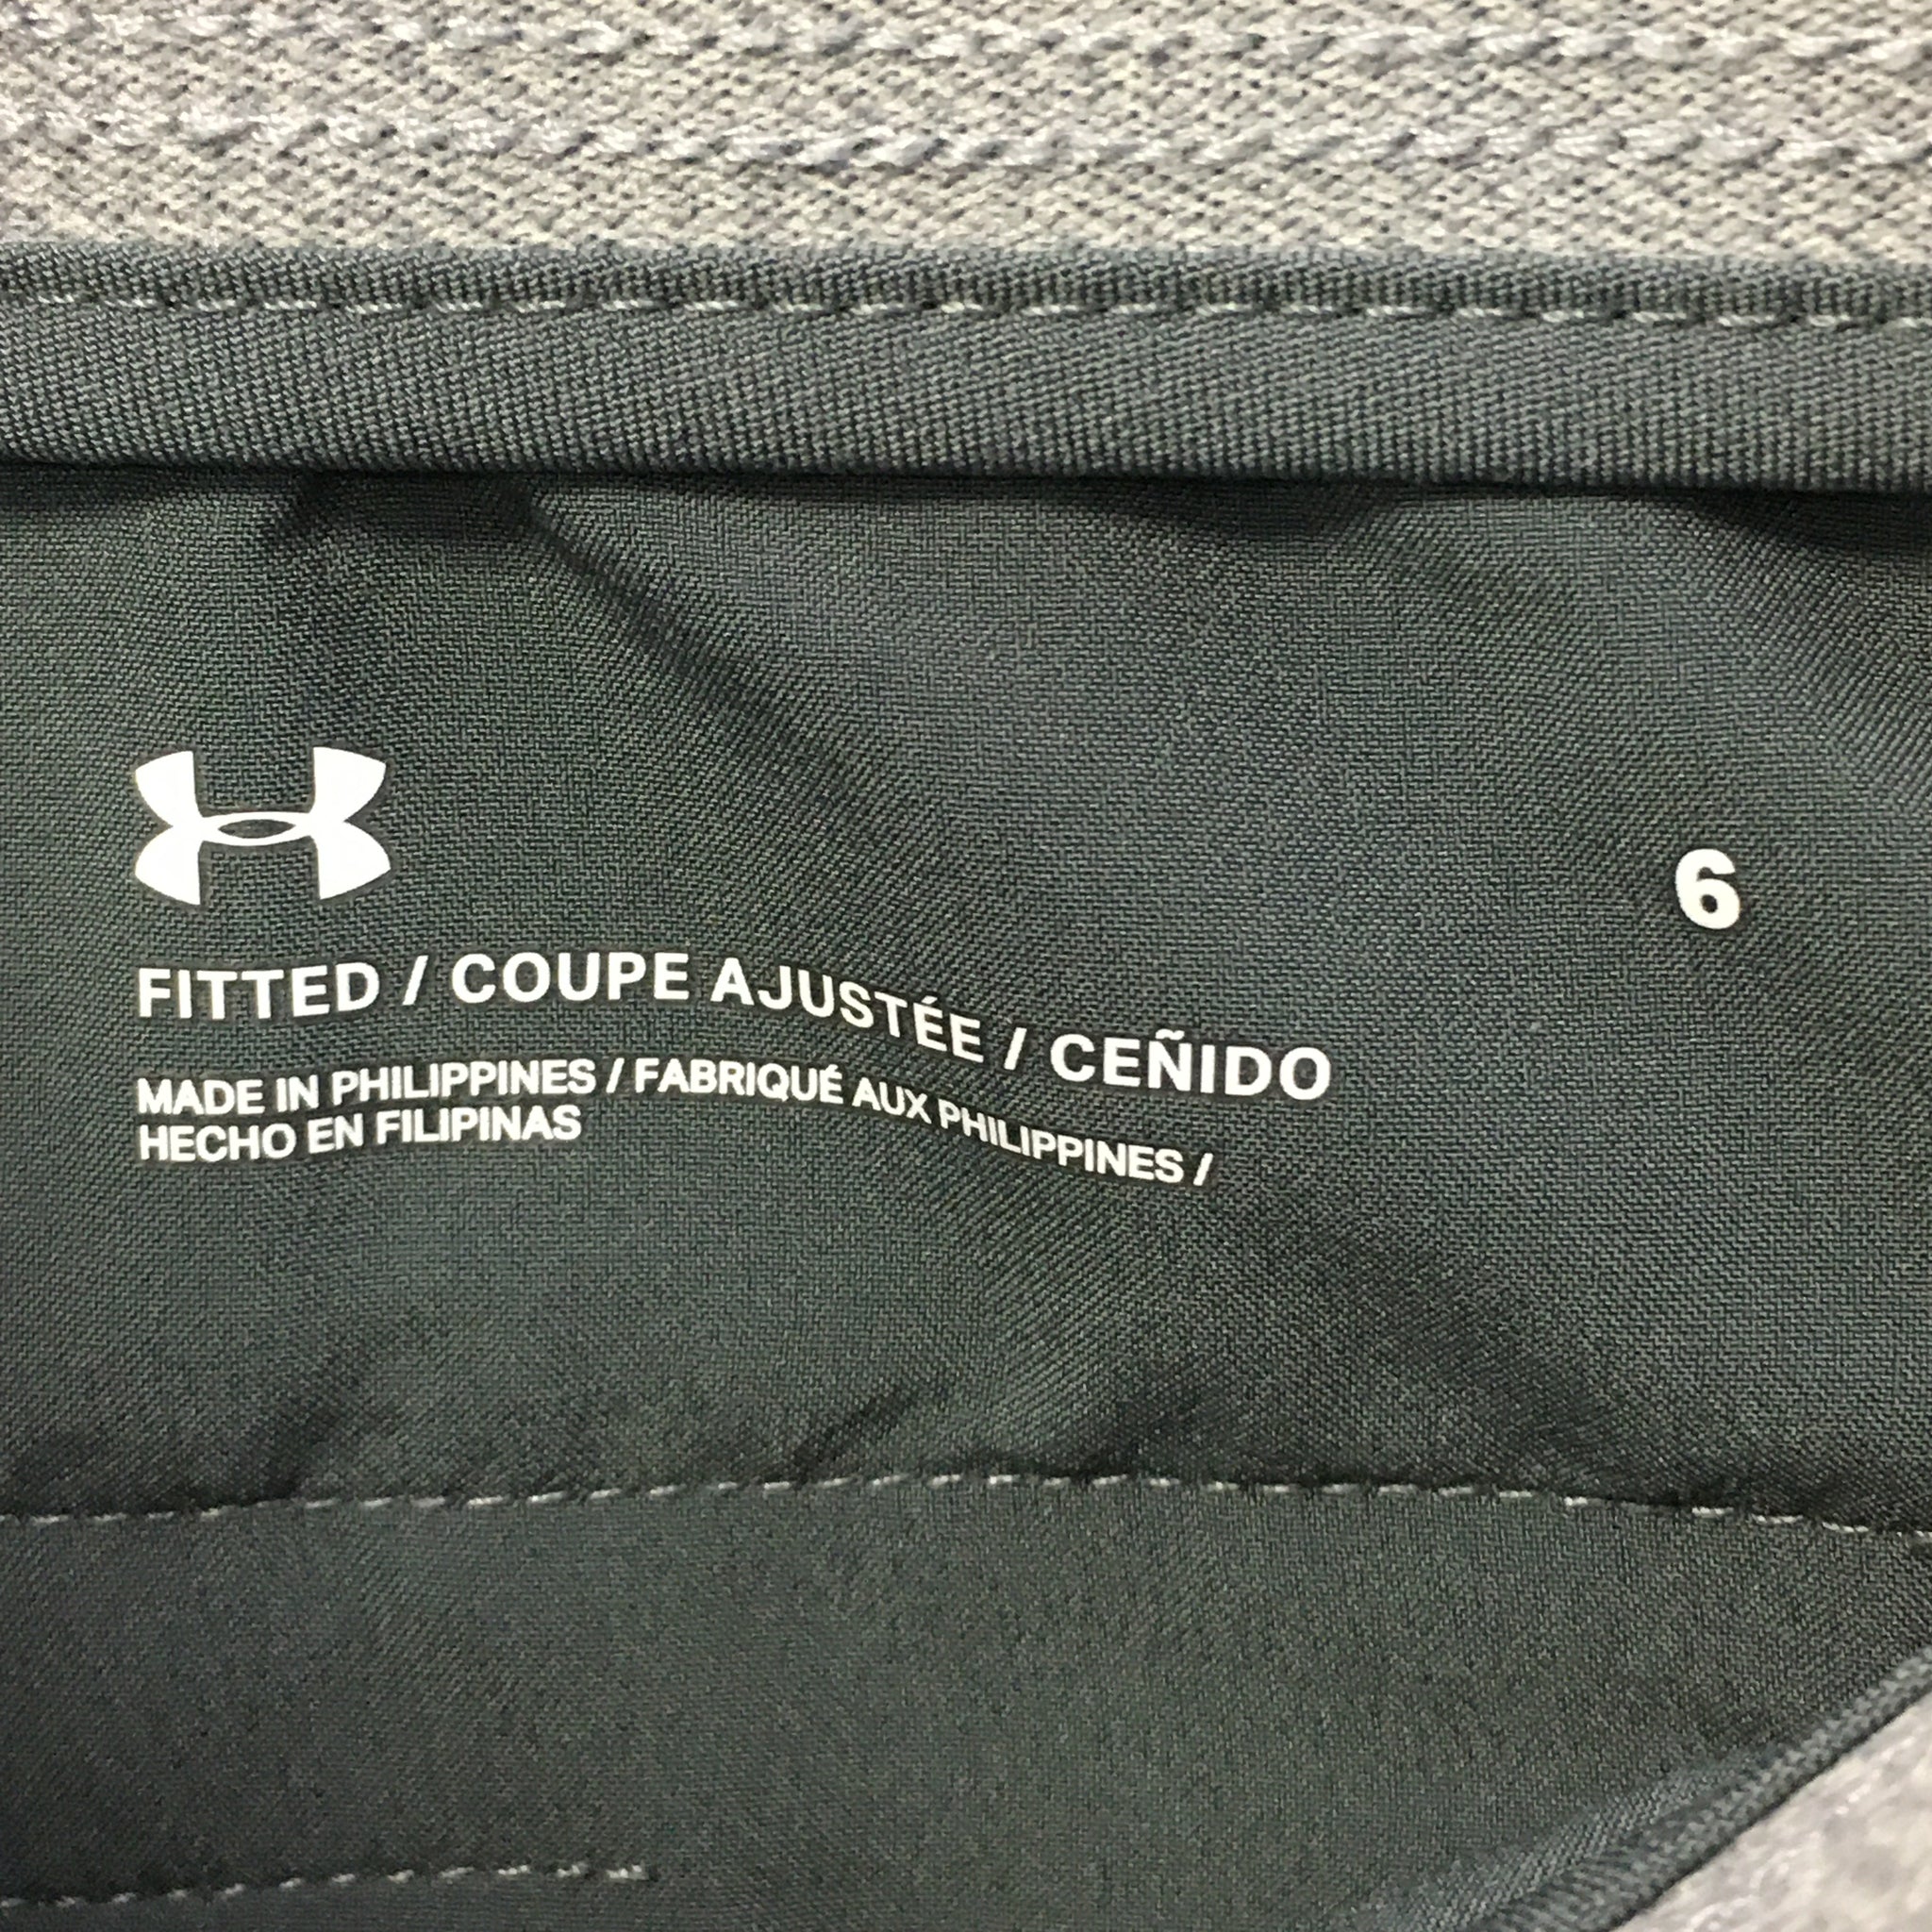 6
FITTED / COUPE AJUSTÉE / CEÑIDO
MADE IN PHILIPPINES / FABRIQUÉ AUX PHILIPPINES /
HECHO EN FILIPINAS